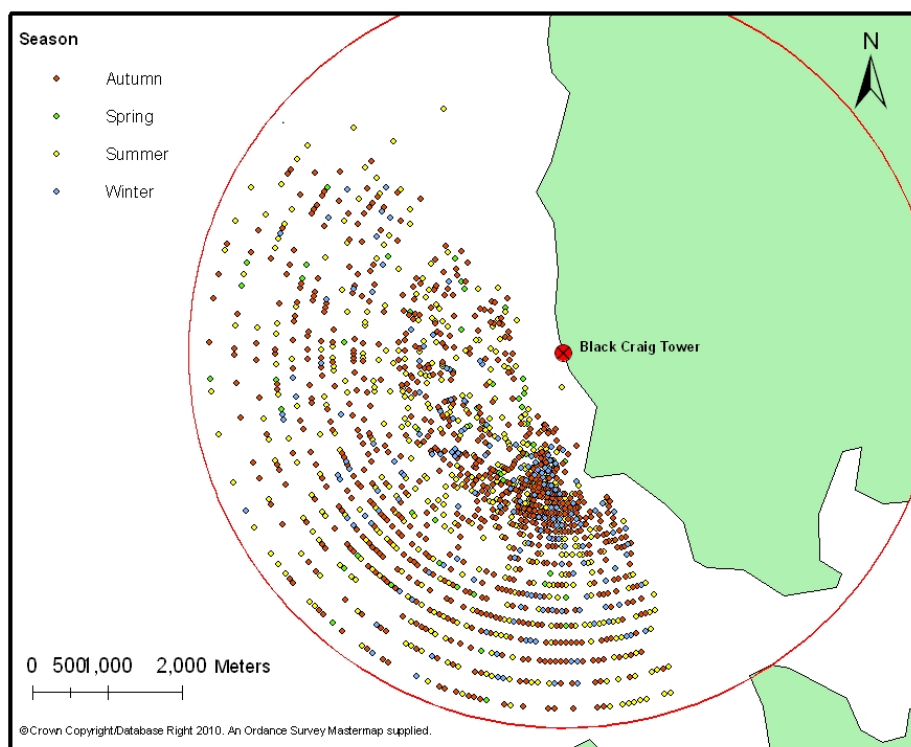 Season
Autumn
Spring
Summer
Winter
N
Black Craig Tower
0 500 1,000 2,000 Meters
©Crown Copyright/Database Right 2010. An Ordance Survey Mastermap supplied.